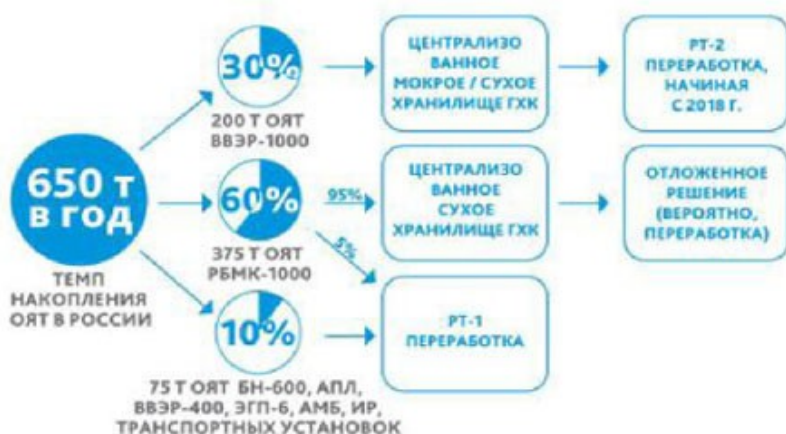 650 Т
В ГОД
ТЕМП
НАКОПЛЕНИЯ
ОЯТ В РОССИИ
30%
200 Т ОЯТ
ВВЭР-1000
ЦЕНТРАЛИЗО
ВАННОЕ
МОКРОЕ / СУХОЕ
ХРАНИЛИЩЕ ГХК
РТ-2
ПЕРЕРАБОТКА,
НАЧИНАЯ
С 2018 Г.
60%
375 Т ОЯТ
РБМК-1000
95%
5%
ЦЕНТРАЛИЗО
ВАННОЕ
СУХОЕ
ХРАНИЛИЩЕ ГХК
ОТЛОЖЕННОЕ
РЕШЕНИЕ
(ВЕРОЯТНО,
ПЕРЕРАБОТКА)
10%
75 Т ОЯТ БН-600, АПЛ,
ВВЭР-400, ЭГП-6, АМБ, ИР,
ТРАНСПОРТНЫХ УСТАНОВОК
РТ-1
ПЕРЕРАБОТКА